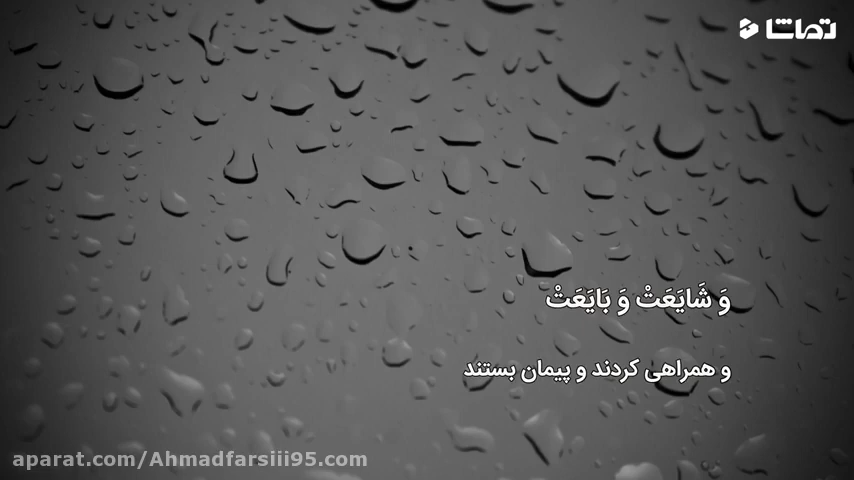 تماشا
وَ شَايَعَتْ وَ بَايَعَتْ
و همراهی کردند و پیمان بستند
aparat.com/Ahmadfarsiii95.com